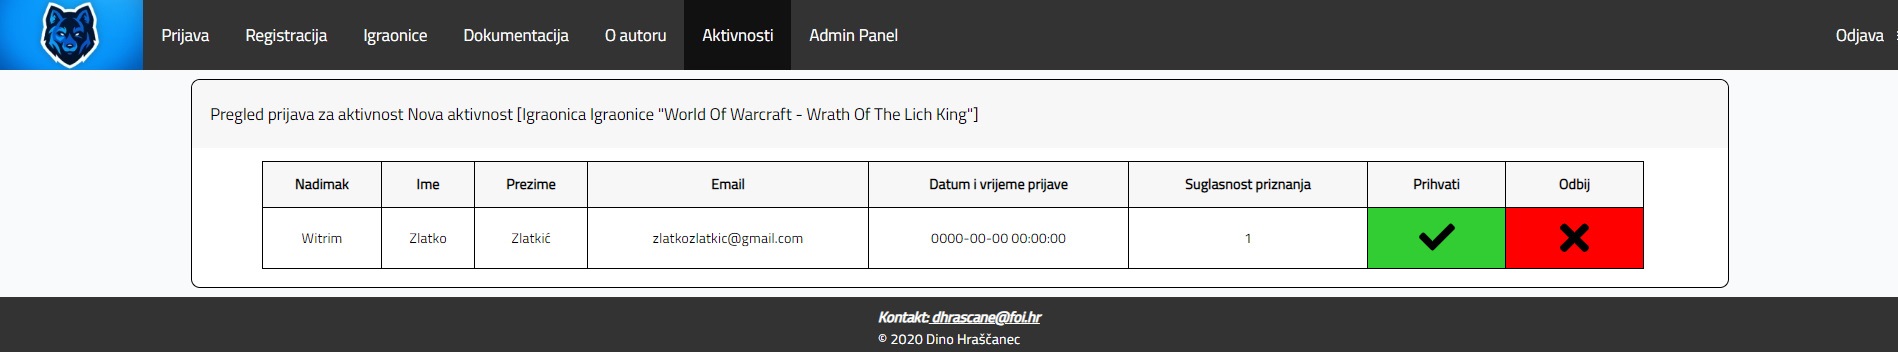 Prijava Registracija Igraonice Dokumentacija O autoru Aktivnosti Admin Panel Odjava
Pregled prijava za aktivnost Nova aktivnost [Igraonica Igraonice "World Of Warcraft - Wrath Of The Lich King"]
Nadimak Ime Prezime Email Datum i vrijeme prijave Suglasnost priznanja Prihvati Odbij
Witrim Zlatko Zlatkić zlatkozlatkic@gmail.com 0000-00-00 00:00:00 1
Kontakt: dhrascane@foi.hr
© 2020 Dino Hraščanec